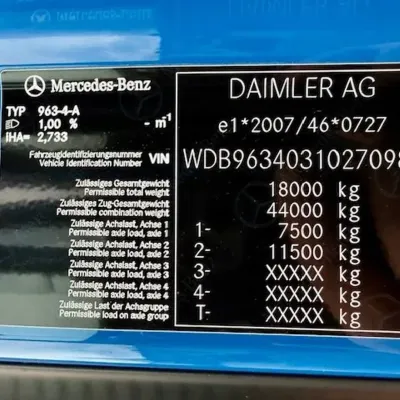 Mercedes-Benz
DAIMLER AG
TYP 963-4-A
1,00 % - m¹
IHA= 2,733
e1*2007/46*0727
Fahrzeugidentifizierungsnummer
Vehicle Identification Number VIN WDB963403102709
Zulässiges Gesamtgewicht
Permissible total weight 18000 kg
Zulässiges Zug-Gesamtgewicht
Permissible combination weight 44000 kg
Zulässige Achslast, Achse 1
Permissible axle load, axle 1 1- 7500 kg
Zulässige Achslast, Achse 2
Permissible axle load, axle 2 2- 11500 kg
Zulässige Achslast, Achse 3
Permissible axle load, axle 3 3- XXXXX kg
Zulässige Achslast, Achse 4
Permissible axle load, axle 4 4- XXXXX kg
Zulässige Last der Achsgruppe
Permissible load on axle group T- XXXXX kg